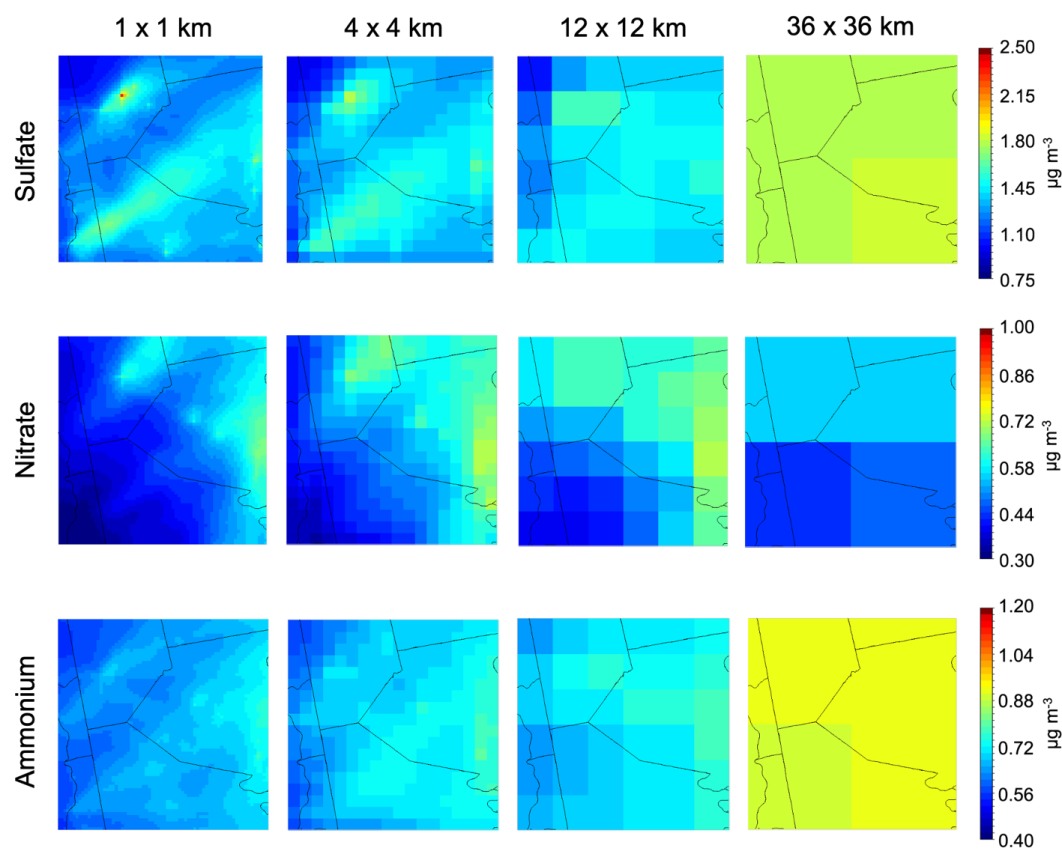 1 x 1 km
4 x 4 km
12 x 12 km
36 x 36 km
Sulfate
2.50
2.15
1.80
1.45
1.10
0.75
µg m⁻³
Nitrate
1.00
0.86
0.72
0.58
0.44
0.30
µg m⁻³
Ammonium
1.20
1.04
0.88
0.72
0.56
0.40
µg m⁻³